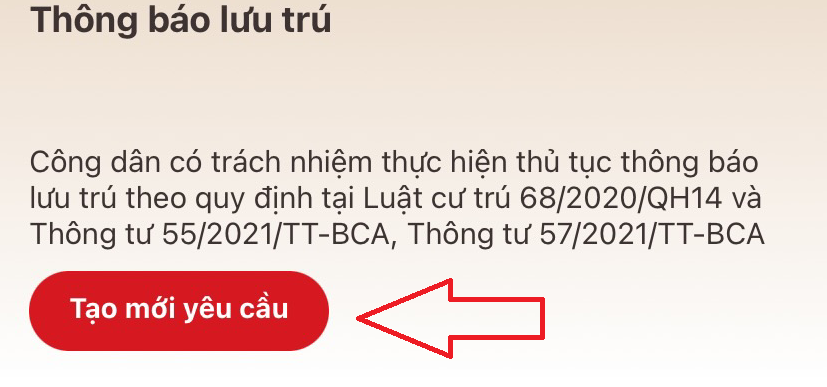 Thông báo lưu trú
Công dân có trách nhiệm thực hiện thủ tục thông báo
lưu trú theo quy định tại Luật cư trú 68/2020/QH14 và
Thông tư 55/2021/TT-BCA, Thông tư 57/2021/TT-BCA
Tạo mới yêu cầu